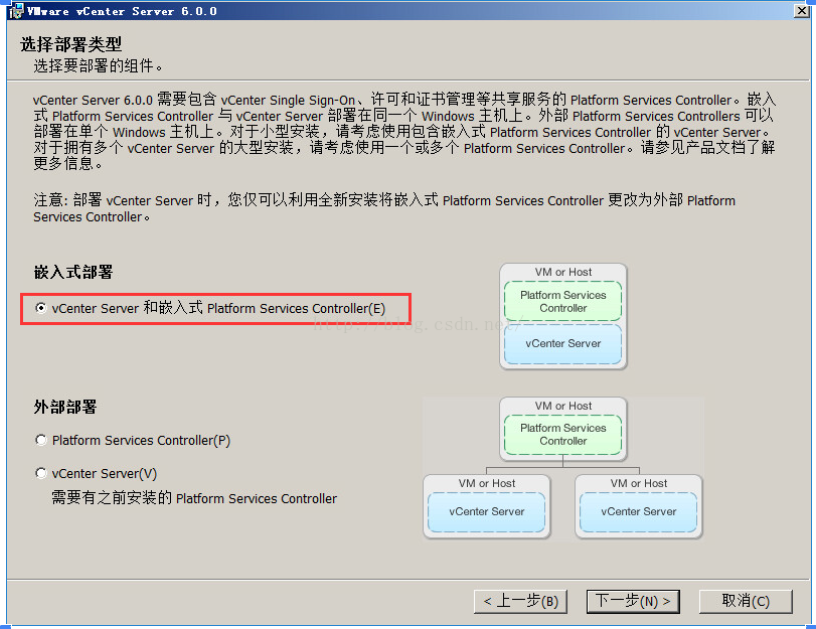 VMware vCenter Server 6.0.0
选择部署类型
选择要部署的组件。
vCenter Server 6.0.0 需要包含 vCenter Single Sign-On、许可和证书管理等共享服务的 Platform Services Controller。嵌入
式 Platform Services Controller 与 vCenter Server 部署在同一个 Windows 主机上。外部 Platform Services Controllers 可以
部署在单个 Windows 主机上。对于小型安装，请考虑使用包含嵌入式 Platform Services Controller 的 vCenter Server。
对于拥有多个 vCenter Server 的大型安装，请考虑使用一个或多个 Platform Services Controller。请参见产品文档了解
更多信息。
注意: 部署 vCenter Server 时，您仅可以利用全新安装将嵌入式 Platform Services Controller 更改为外部 Platform
Services Controller。
嵌入式部署
vCenter Server 和嵌入式 Platform Services Controller(E)
http://blog.csdn.net/
VM or Host
Platform Services
Controller
vCenter Server
外部部署
Platform Services Controller(P)
vCenter Server(V)
需要有之前安装的 Platform Services Controller
VM or Host
Platform Services
Controller
VM or Host
vCenter Server
VM or Host
vCenter Server
< 上一步(B)
下一步(N) >
取消(C)